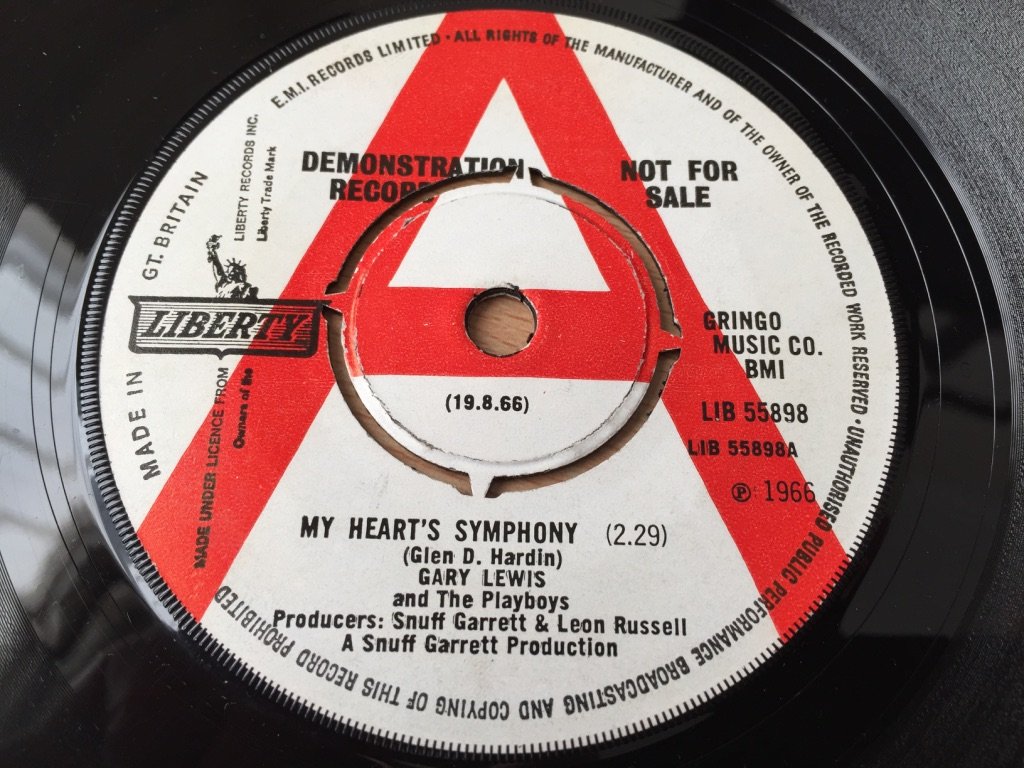 E.M.I. RECORDS LIMITED · ALL RIGHTS OF THE MANUFACTURER AND OF THE OWNER OF THE RECORDED WORK RESERVED · UNAUTHORISED PUBLIC PERFORMANCE BROADCASTING AND COPYING OF THIS RECORD PROHIBITED
MADE IN GT. BRITAIN
DEMONSTRATION
RECORD
NOT FOR
SALE
LIBERTY RECORDS INC.
Liberty Trade Mark
LIBERTY
MADE UNDER LICENCE FROM
Owners of the
GRINGO
MUSIC CO.
BMI
(19.8.66)
LIB 55898
LIB 55898A
℗ 1966
MY HEART'S SYMPHONY (2.29)
(Glen D. Hardin)
GARY LEWIS
and The Playboys
Producers: Snuff Garrett & Leon Russell
A Snuff Garrett Production